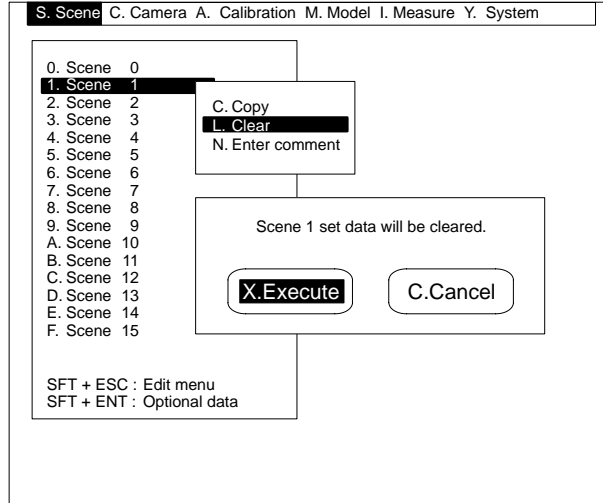 S. Scene C. Camera A. Calibration M. Model I. Measure Y. System
0. Scene 0
1. Scene 1
2. Scene 2
3. Scene 3
4. Scene 4
5. Scene 5
6. Scene 6
7. Scene 7
8. Scene 8
9. Scene 9
A. Scene 10
B. Scene 11
C. Scene 12
D. Scene 13
E. Scene 14
F. Scene 15
SFT + ESC : Edit menu
SFT + ENT : Optional data
C. Copy
L. Clear
N. Enter comment
Scene 1 set data will be cleared.
X.Execute C.Cancel